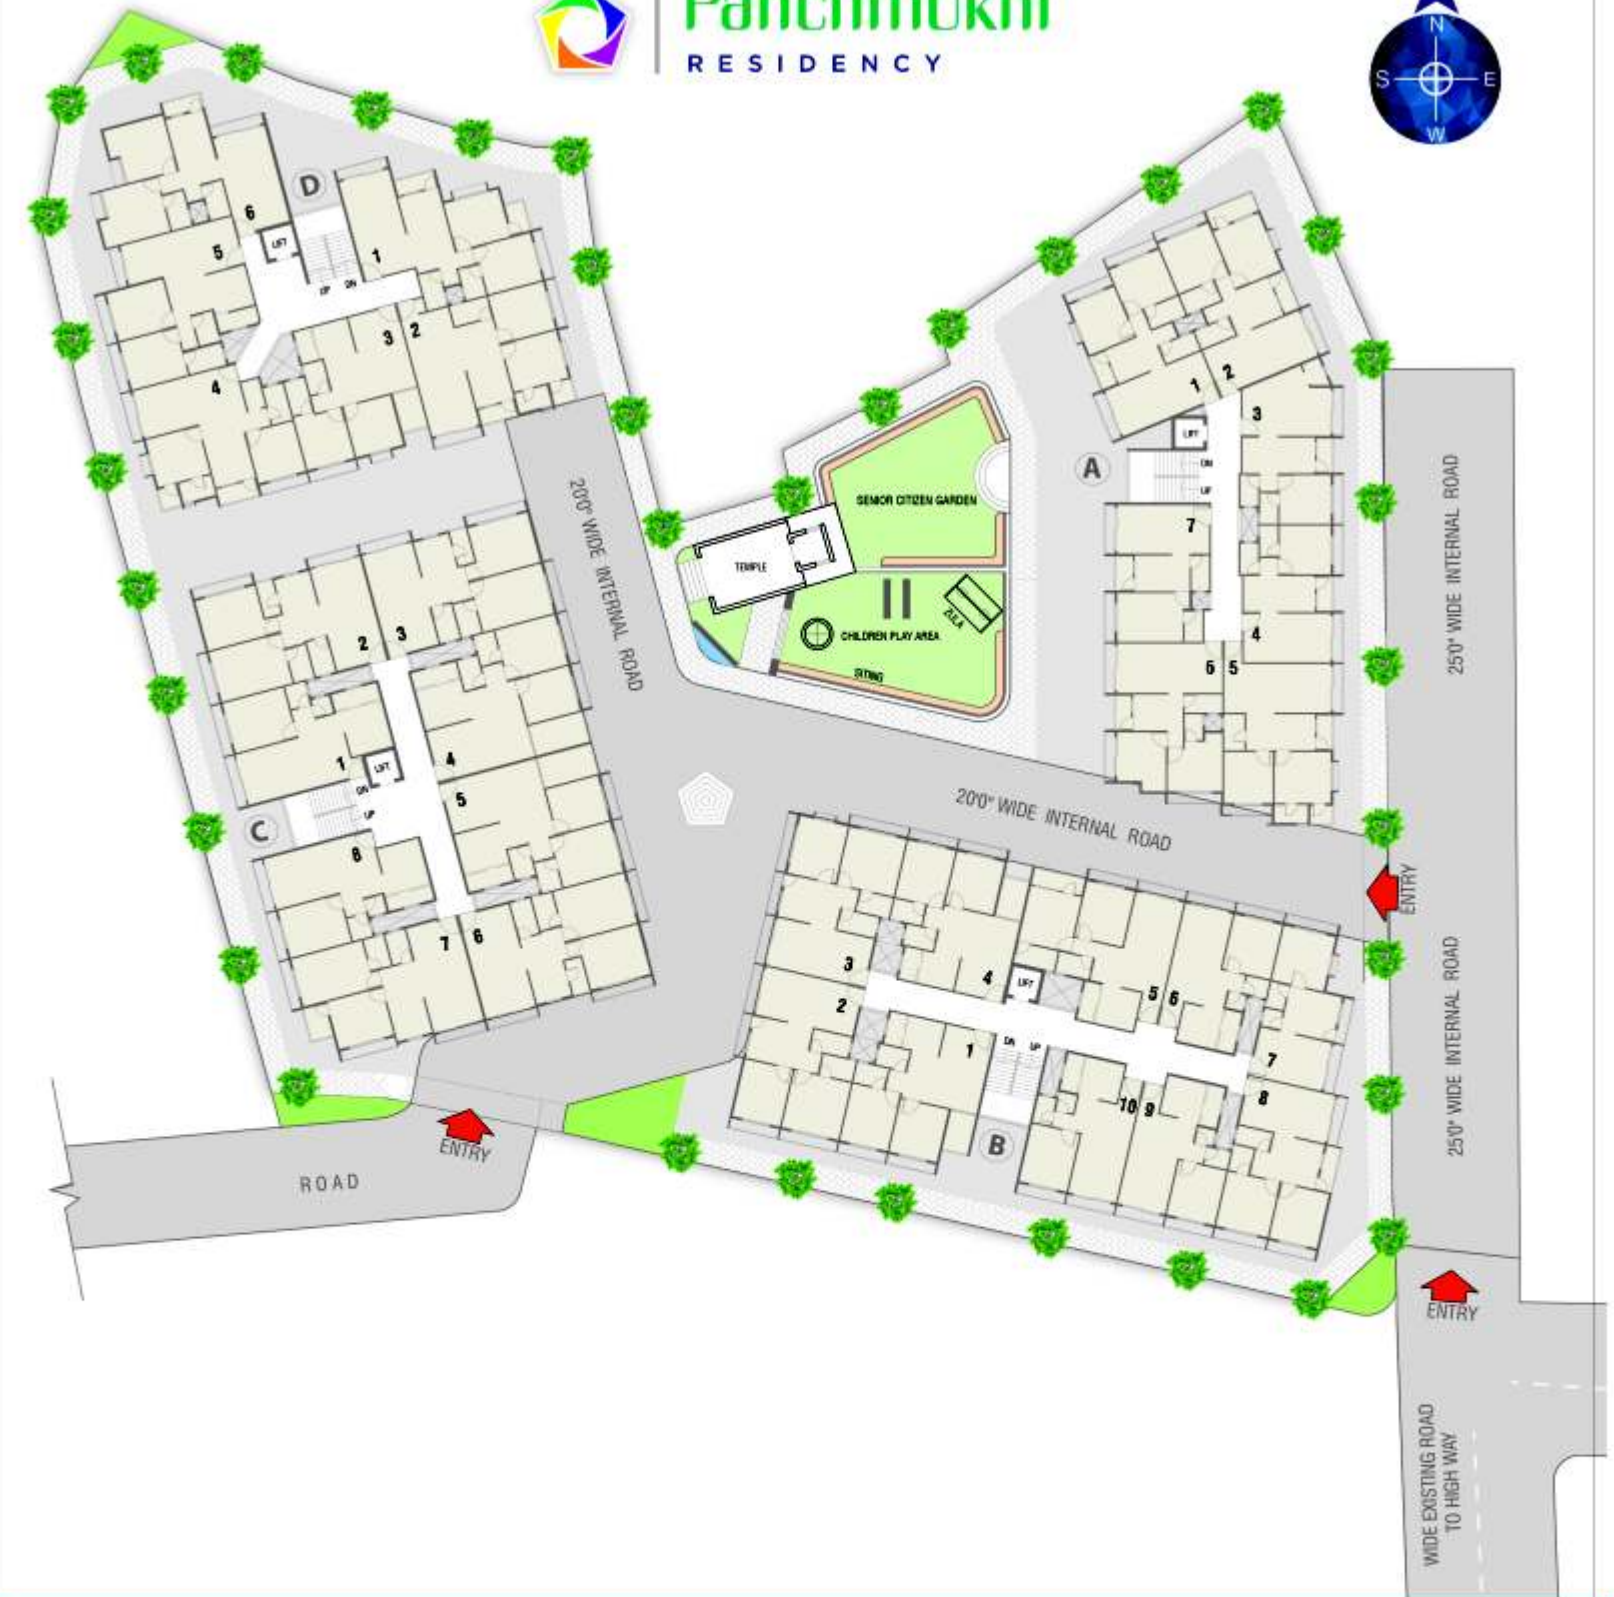 Panchmukhi
RESIDENCY
N
S
E
W
D
6
5
LIFT
1
UP
DN
3
2
4
1
2
3
LIFT
A
DN
UP
7
4
6
5
SENIOR CITIZEN GARDEN
TEMPLE
ZULA
CHILDREN PLAY AREA
SITING
20'0" WIDE INTERNAL ROAD
25'0" WIDE INTERNAL ROAD
2
3
1
LIFT
4
DN
5
UP
C
8
7
6
20'0" WIDE INTERNAL ROAD
ENTRY
3
4
LIFT
5
6
2
1
DN
UP
7
8
10
9
B
25'0" WIDE INTERNAL ROAD
ENTRY
ROAD
ENTRY
WIDE EXISTING ROAD
TO HIGH WAY